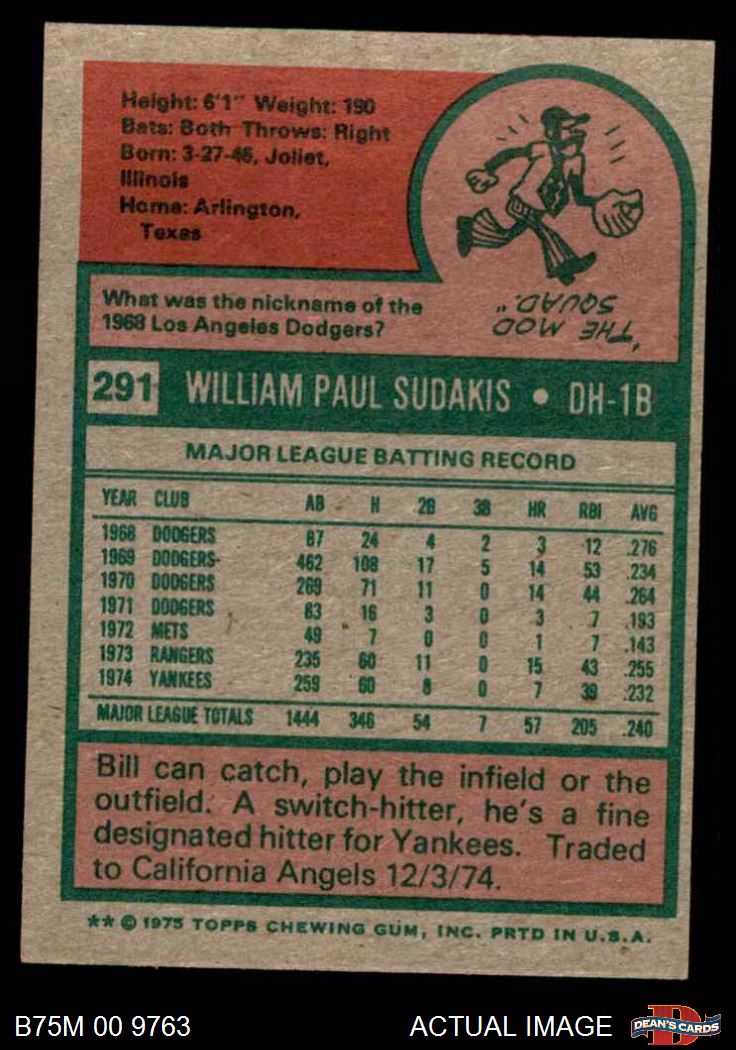 Height: 6'1" Weight: 190
Bats: Both Throws: Right
Born: 3-27-46, Joliet,
Illinois
Home: Arlington,
Texas
What was the nickname of the
1968 Los Angeles Dodgers?
"THE MOD
SQUAD."
291 WILLIAM PAUL SUDAKIS • DH-1B
MAJOR LEAGUE BATTING RECORD
YEAR CLUB AB H 2B 3B HR RBI AVG
1968 DODGERS 87 24 4 2 3 12 .276
1969 DODGERS 462 108 17 5 14 53 .234
1970 DODGERS 269 71 11 0 14 44 .264
1971 DODGERS 83 16 3 0 3 7 .193
1972 METS 49 7 0 0 1 7 .143
1973 RANGERS 235 60 11 0 15 43 .255
1974 YANKEES 259 60 8 0 7 39 .232
MAJOR LEAGUE TOTALS 1444 346 54 7 57 205 .240
Bill can catch, play the infield or the
outfield. A switch-hitter, he's a fine
designated hitter for Yankees. Traded
to California Angels 12/3/74.
** © 1975 TOPPS CHEWING GUM, INC. PRTD IN U.S.A.
B75M 00 9763 ACTUAL IMAGE D DEAN'S CARDS